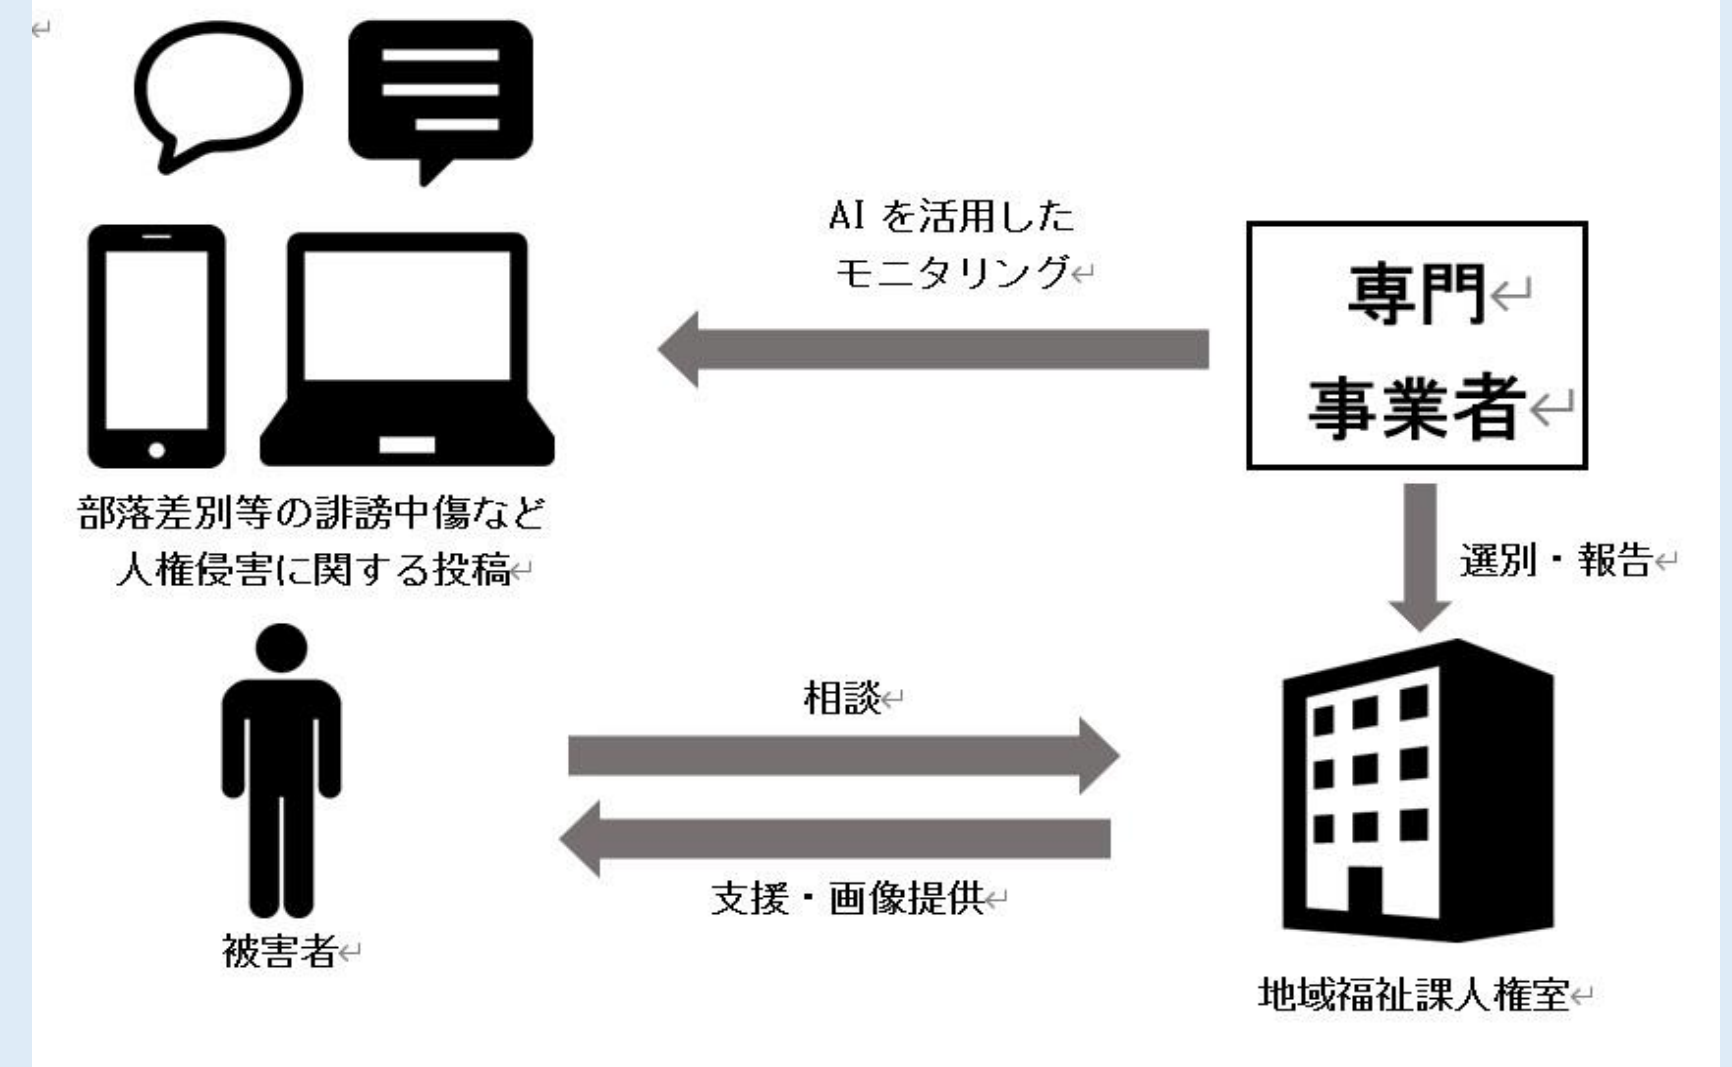 AI を活用した
モニタリング
専門
事業者
部落差別等の誹謗中傷など
人権侵害に関する投稿
選別・報告
相談
支援・画像提供
被害者
地域福祉課人権室